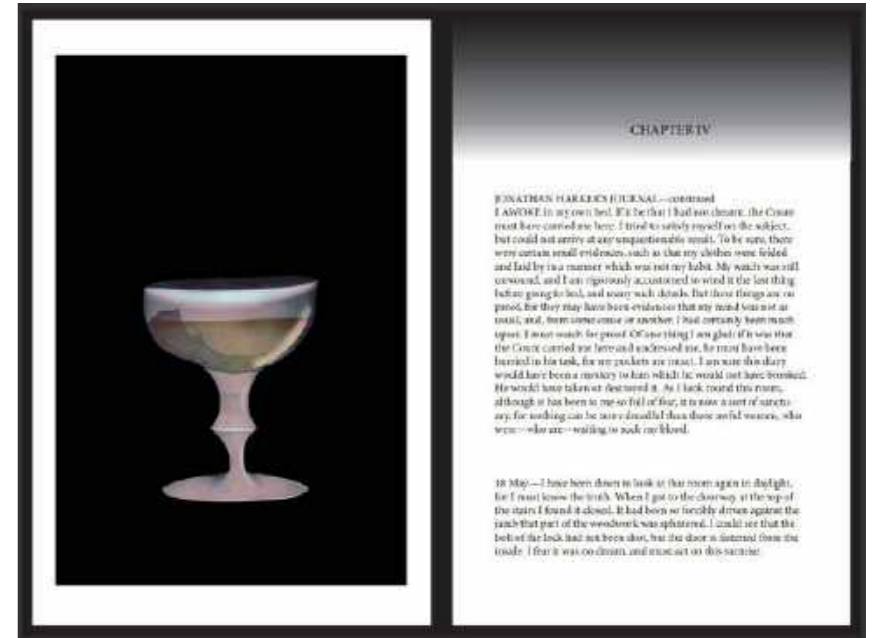 CHAPTER IV
JONATHAN HARKER'S JOURNAL—continued
I AWOKE in my own bed. If it be that I had not dreamt, the Count
must have carried me here. I tried to satisfy myself on the subject,
but could not arrive at any unquestionable result. To be sure, there
were certain small evidences, such as that my clothes were folded
and laid by in a manner which was not my habit. My watch was still
unwound, and I am rigorously accustomed to wind it the last thing
before going to bed, and many such details. But these things are no
proof, for they may have been evidences that my mind was not as
usual, and, from some cause or another, I had certainly been much
upset. I must watch for proof. Of one thing I am glad: if it was that
the Count carried me here and undressed me, he must have been
hurried in his task, for my pockets are intact. I am sure this diary
would have been a mystery to him which he would not have brooked.
He would have taken or destroyed it. As I look round this room,
although it has been to me so full of fear, it is now a sort of sanctu-
ary, for nothing can be more dreadful than those awful women, who
were—who are—waiting to suck my blood.
18 May.—I have been down to look at that room again in daylight,
for I must know the truth. When I got to the doorway at the top of
the stairs I found it closed. It had been so forcibly driven against the
jamb that part of the woodwork was splintered. I could see that the
bolt of the lock had not been shot, but the door is fastened from the
inside. I fear it was no dream, and must act on this surmise.